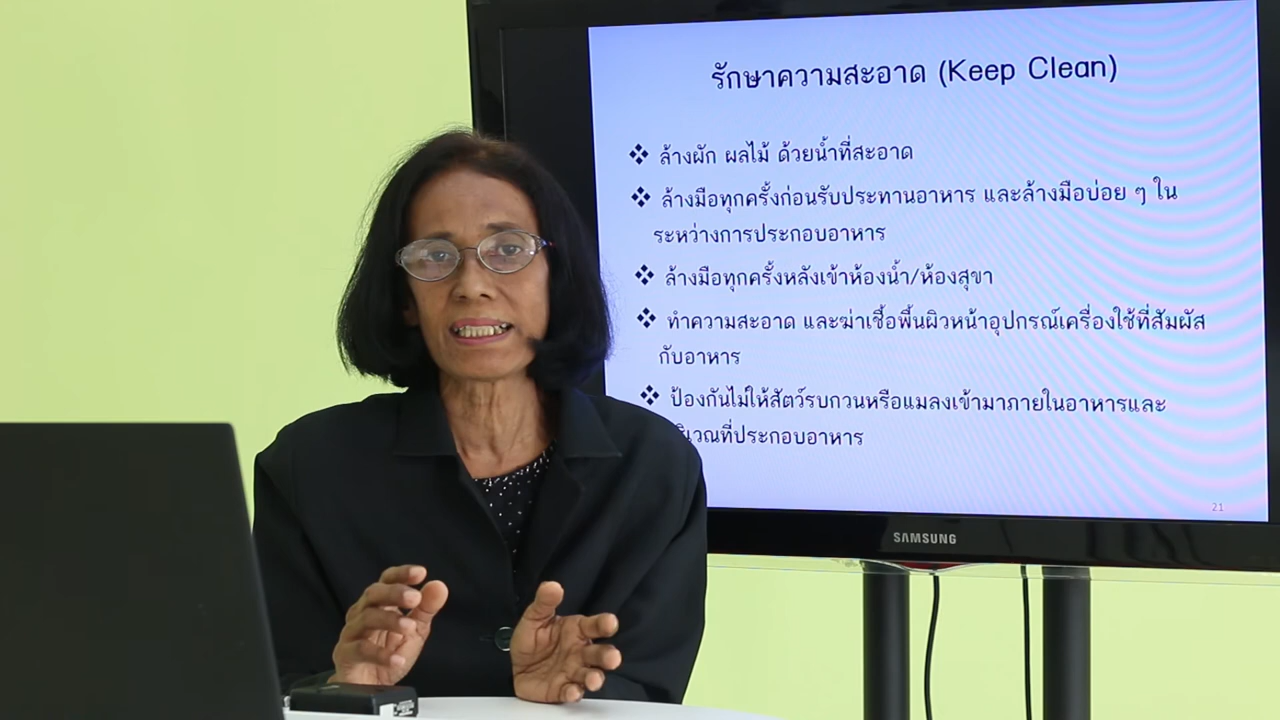 รักษาความสะอาด (Keep Clean)
❖ ล้างผัก ผลไม้ ด้วยน้ำที่สะอาด
❖ ล้างมือทุกครั้งก่อนรับประทานอาหาร และล้างมือบ่อย ๆ ใน
ระหว่างการประกอบอาหาร
❖ ล้างมือทุกครั้งหลังเข้าห้องน้ำ/ห้องสุขา
❖ ทำความสะอาด และฆ่าเชื้อพื้นผิวหน้าอุปกรณ์เครื่องใช้ที่สัมผัส
กับอาหาร
❖ ป้องกันไม่ให้สัตว์รบกวนหรือแมลงเข้ามาภายในอาหารและ
ที่ประกอบอาหาร
21
SAMSUNG